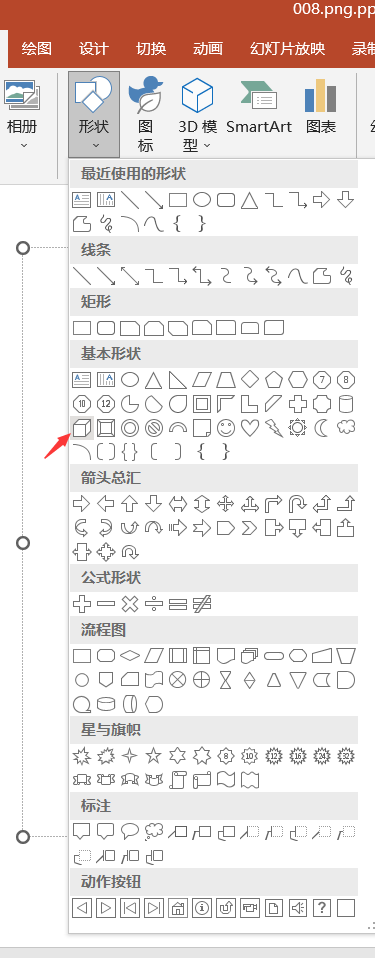 008.png.pp
绘图 设计 切换 动画 幻灯片放映 录制
相册 形状 图标 3D 模型 SmartArt 图表
最近使用的形状
线条
矩形
基本形状
7 8
10 12
箭头总汇
公式形状
流程图
星与旗帜
8 10 12 16 24 32
标注
动作按钮